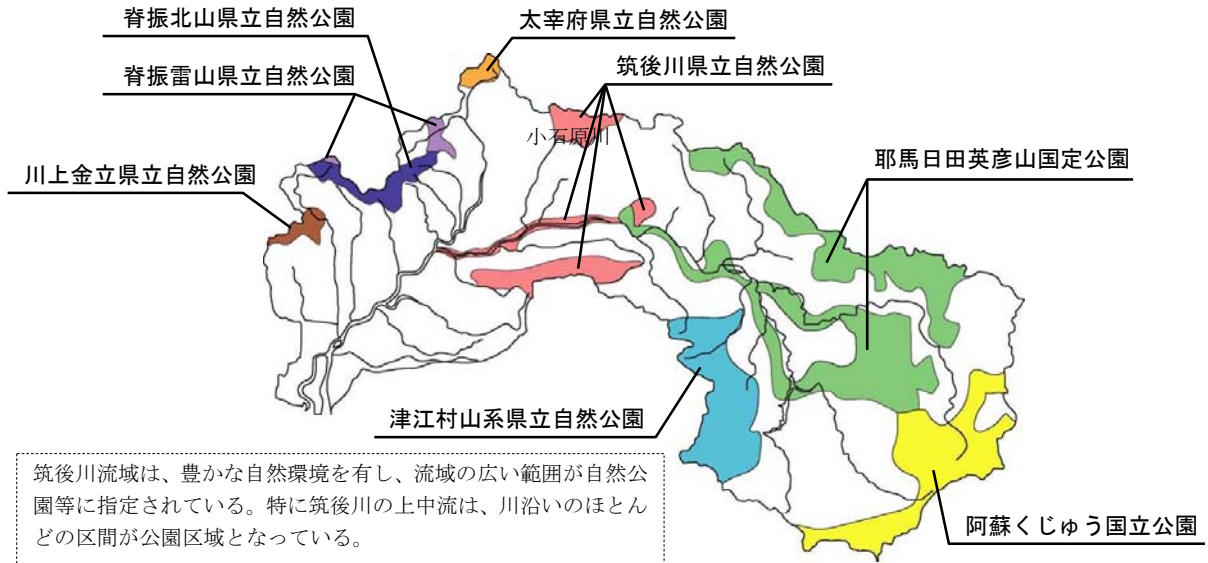 脊振北山県立自然公園
太宰府県立自然公園
脊振雷山県立自然公園
筑後川県立自然公園
小石原川
川上金立県立自然公園
耶馬日田英彦山国定公園
津江村山系県立自然公園
筑後川流域は、豊かな自然環境を有し、流域の広い範囲が自然公
園等に指定されている。特に筑後川の上中流は、川沿いのほとん
どの区間が公園区域となっている。
阿蘇くじゅう国立公園